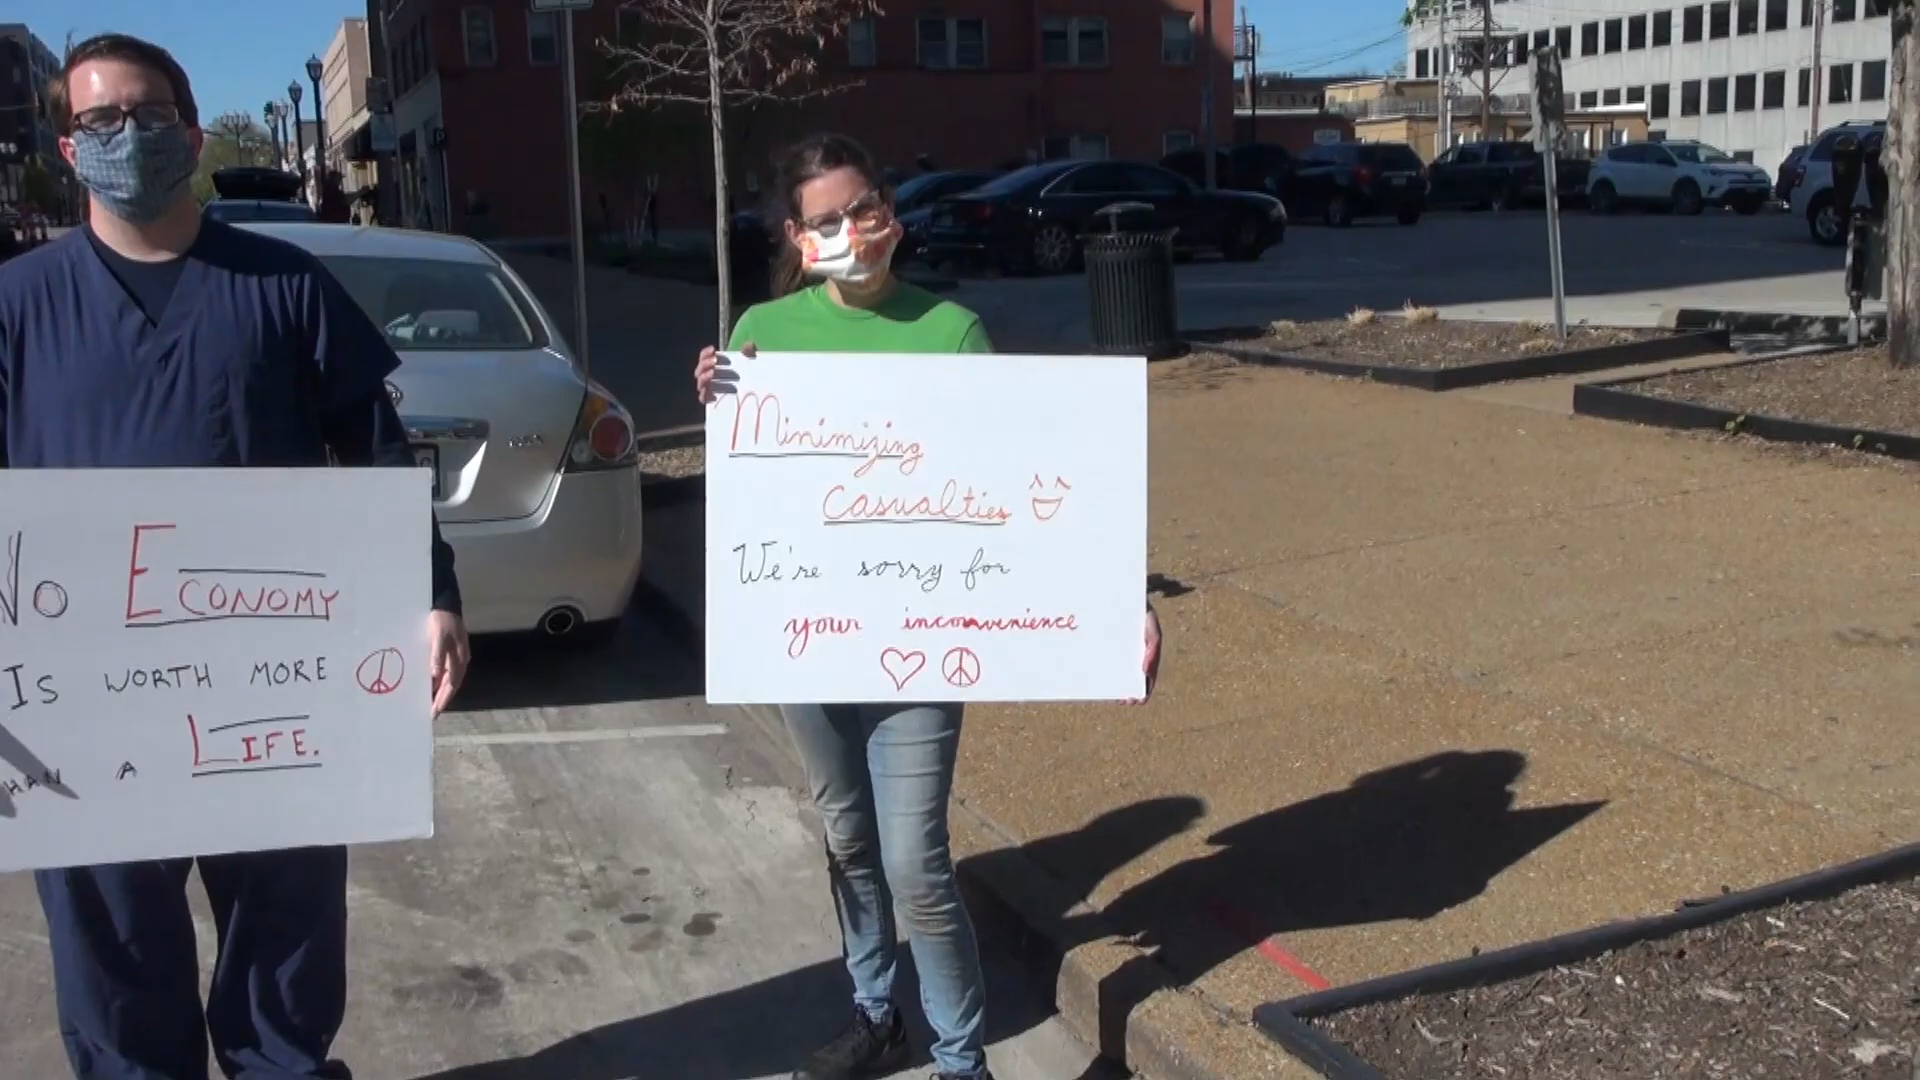 No ECONOMY
IS WORTH MORE
HAN A LIFE.
Minimizing
Casualties
We're sorry for
your inconvenience